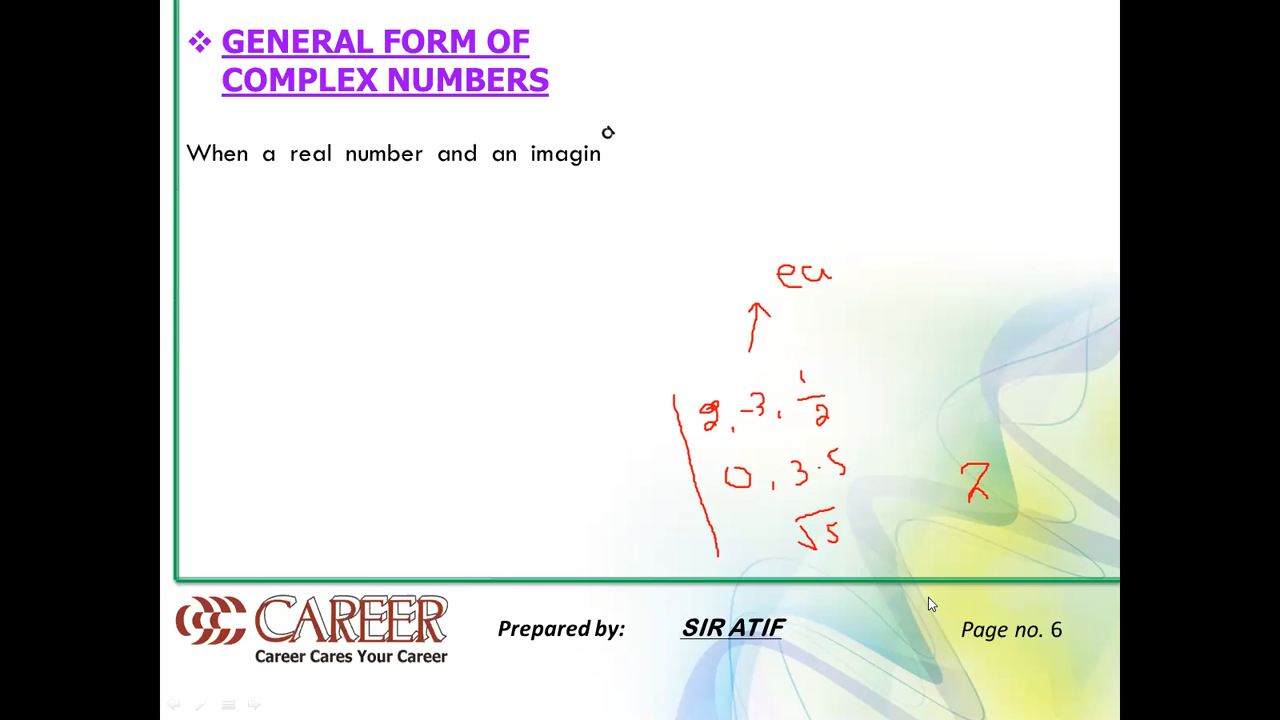 ❖ GENERAL FORM OF
COMPLEX NUMBERS
When a real number and an imagin a
2, -3, 1/2
0, 3.5
√5
Z
CAREER
Career Cares Your Career
Prepared by: SIR ATIF
Page no. 6